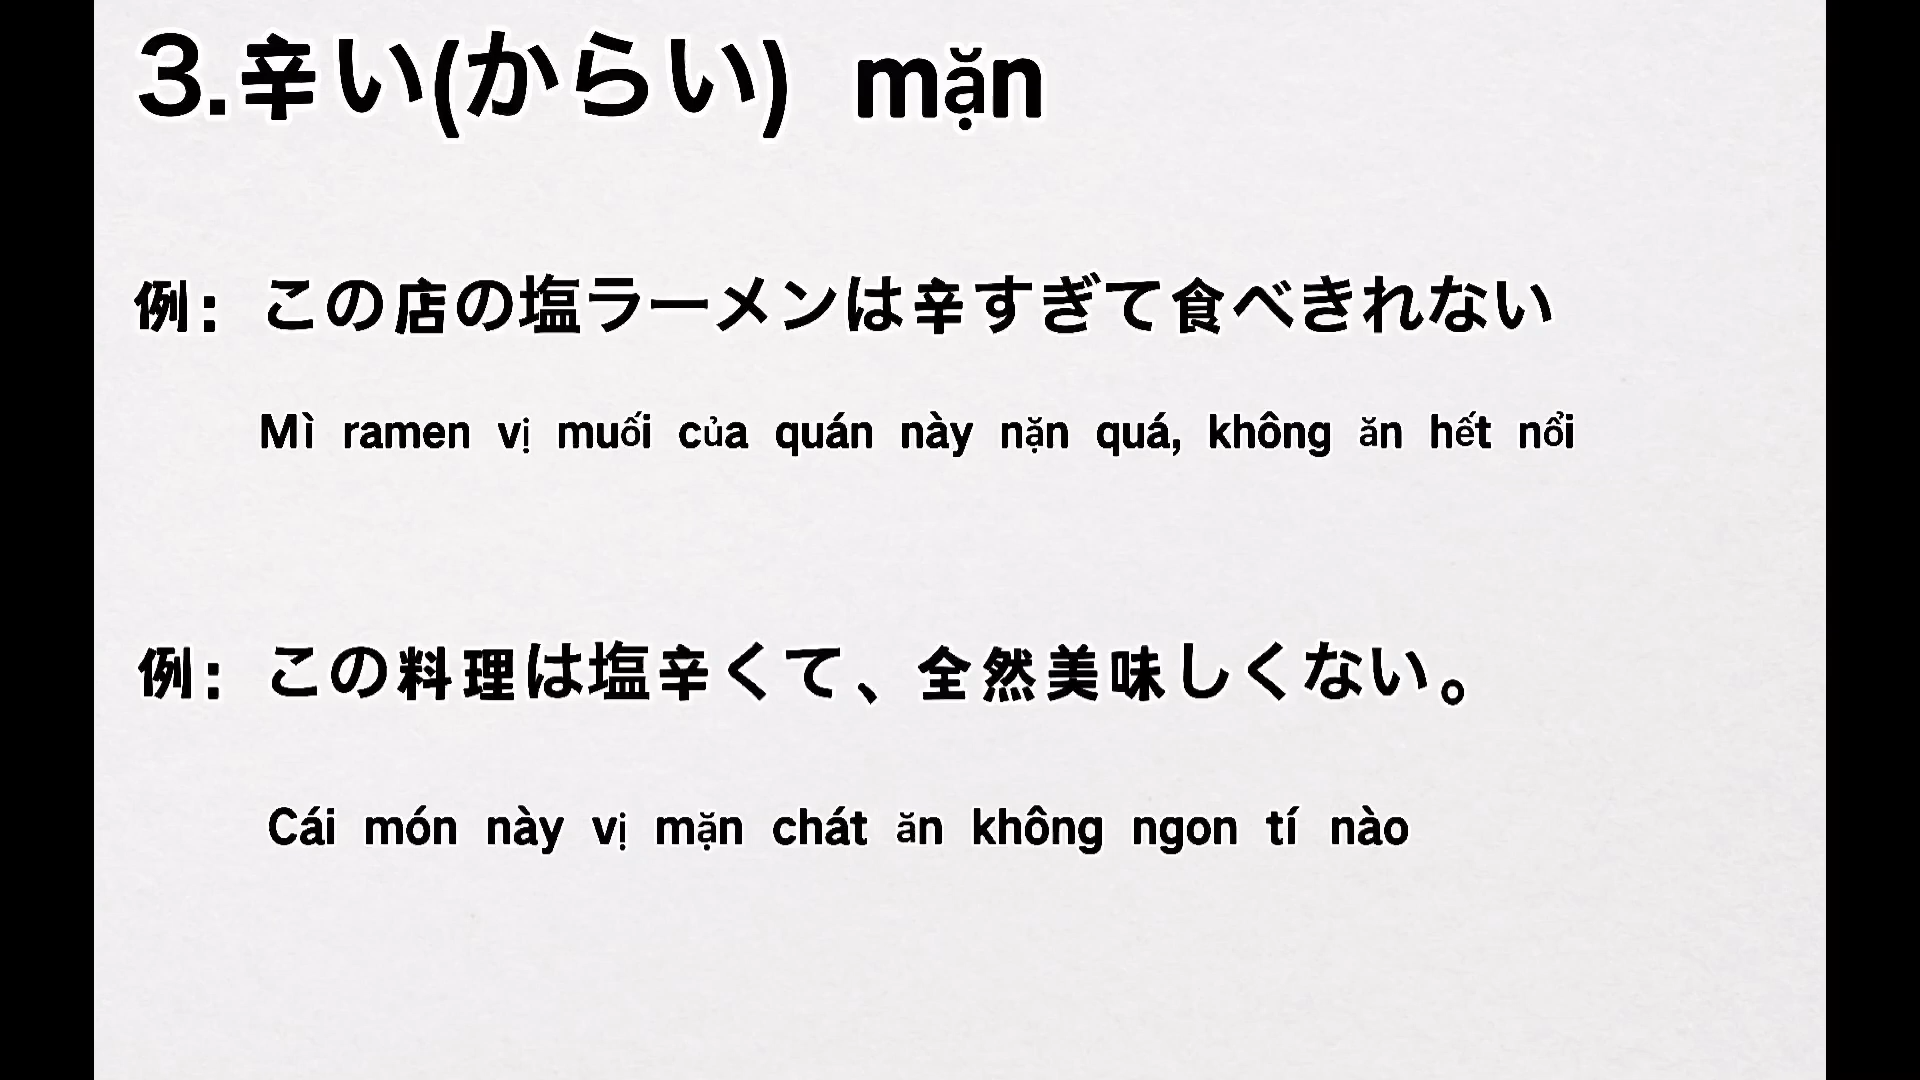 3.辛い(からい) mặn
例: この店の塩ラーメンは辛すぎて食べきれない
Mì ramen vị muối của quán này nặn quá, không ăn hết nổi
例: この料理は塩辛くて、全然美味しくない。
Cái món này vị mặn chát ăn không ngon tí nào